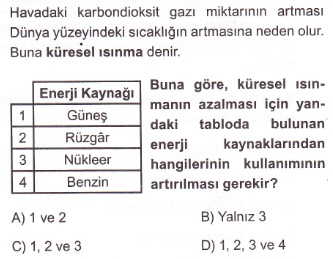 Havadaki karbondioksit gazı miktarının artması
Dünya yüzeyindeki sıcaklığın artmasına neden olur.
Buna küresel ısınma denir.
Enerji Kaynağı
1 Güneş
2 Rüzgâr
3 Nükleer
4 Benzin
Buna göre, küresel ısın-
manın azalması için yan-
daki tabloda bulunan
enerji kaynaklarından
hangilerinin kullanımının
artırılması gerekir?
A) 1 ve 2
B) Yalnız 3
C) 1, 2 ve 3
D) 1, 2, 3 ve 4